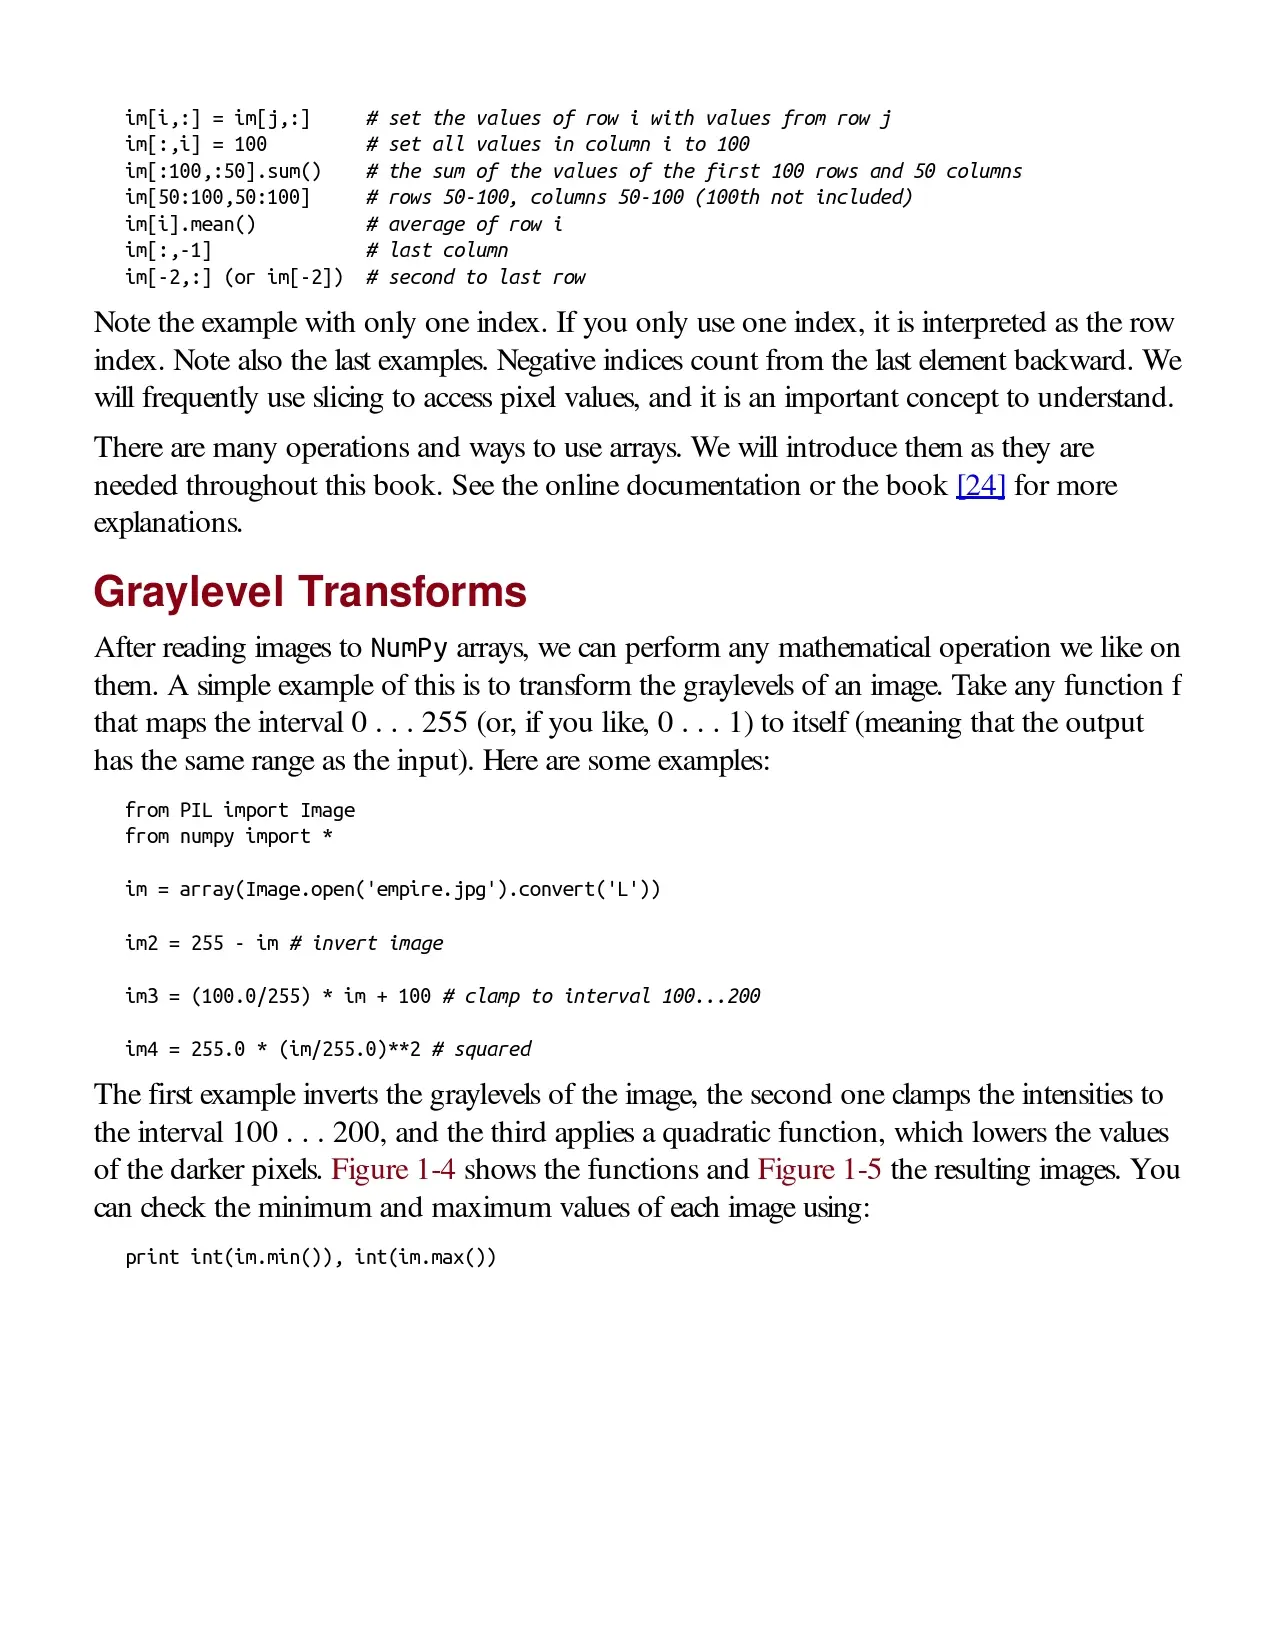 im[i,:] = im[j,:]     # set the values of row i with values from row j
im[:,i] = 100         # set all values in column i to 100
im[:100,:50].sum()    # the sum of the values of the first 100 rows and 50 columns
im[50:100,50:100]     # rows 50-100, columns 50-100 (100th not included)
im[i].mean()          # average of row i
im[:,-1]              # last column
im[-2,:] (or im[-2])  # second to last row
Note the example with only one index. If you only use one index, it is interpreted as the row
index. Note also the last examples. Negative indices count from the last element backward. We
will frequently use slicing to access pixel values, and it is an important concept to understand.
There are many operations and ways to use arrays. We will introduce them as they are
needed throughout this book. See the online documentation or the book [24] for more
explanations.
Graylevel Transforms
After reading images to NumPy arrays, we can perform any mathematical operation we like on
them. A simple example of this is to transform the graylevels of an image. Take any function f
that maps the interval 0 . . . 255 (or, if you like, 0 . . . 1) to itself (meaning that the output
has the same range as the input). Here are some examples:
from PIL import Image
from numpy import *
im = array(Image.open('empire.jpg').convert('L'))
im2 = 255 - im # invert image
im3 = (100.0/255) * im + 100 # clamp to interval 100...200
im4 = 255.0 * (im/255.0)**2 # squared
The first example inverts the graylevels of the image, the second one clamps the intensities to
the interval 100 . . . 200, and the third applies a quadratic function, which lowers the values
of the darker pixels. Figure 1-4 shows the functions and Figure 1-5 the resulting images. You
can check the minimum and maximum values of each image using:
print int(im.min()), int(im.max())